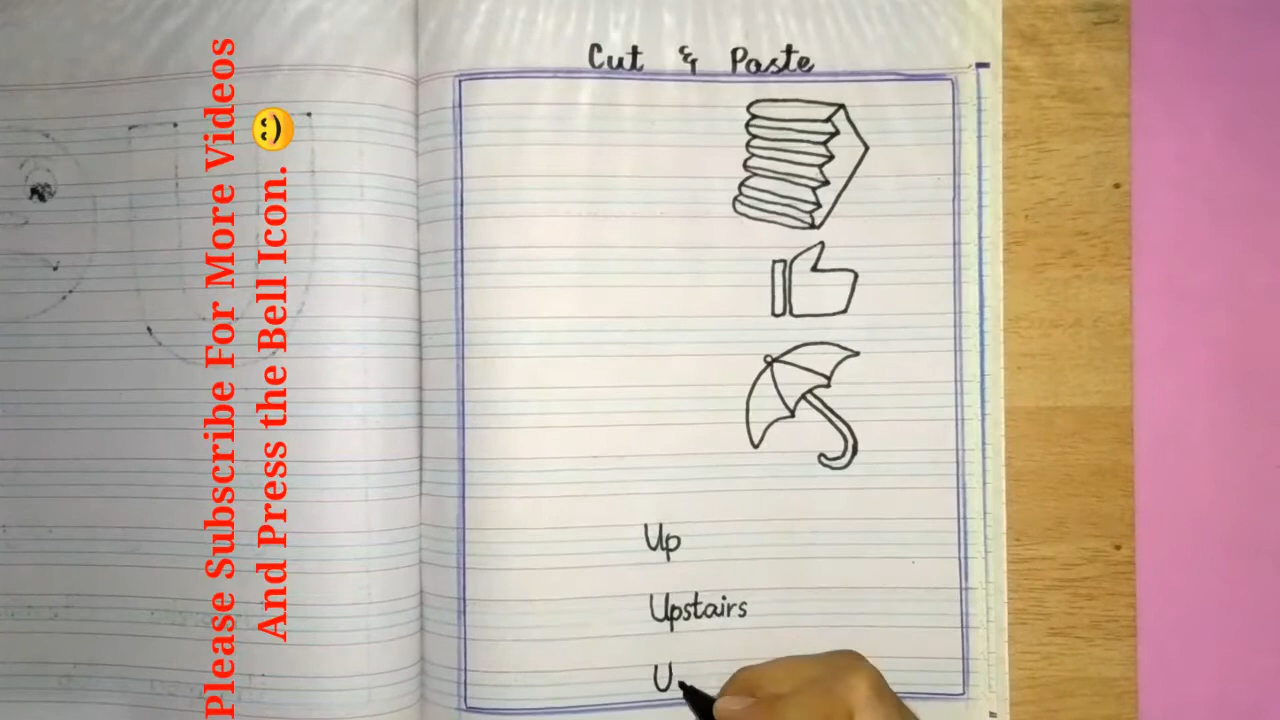 Please Subscribe For More Videos
And Press the Bell Icon.
Cut & Paste
Up
Upstairs
U